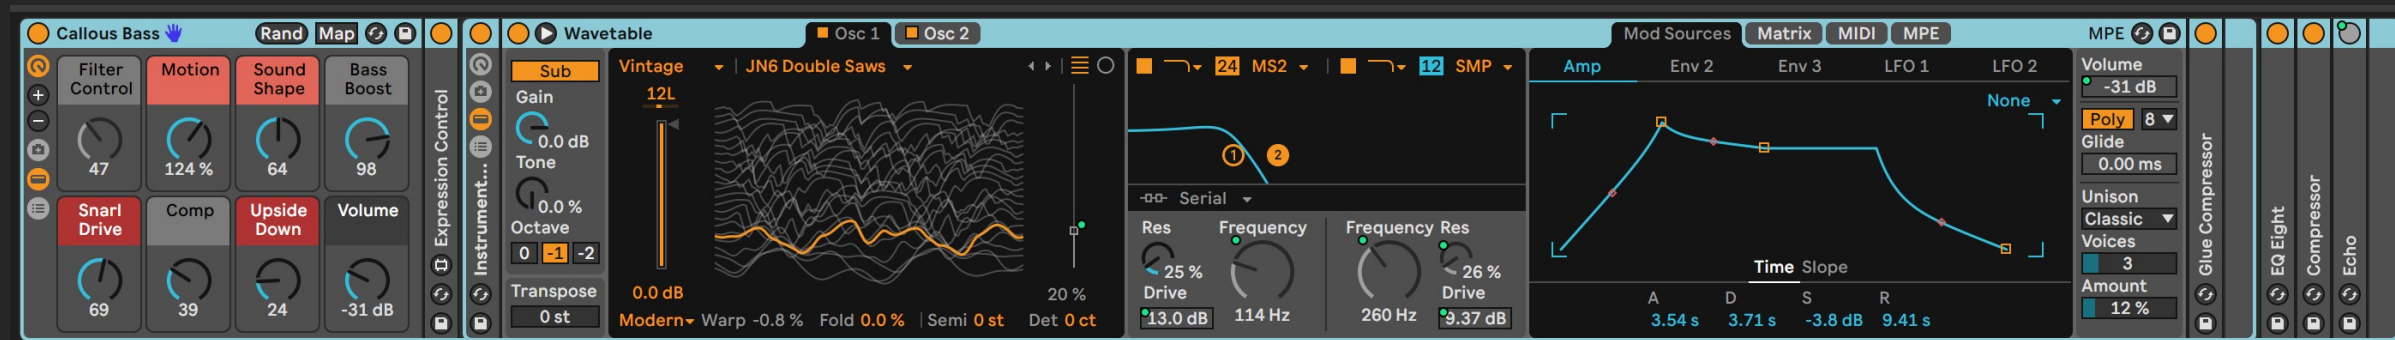 Callous Bass
Rand
Map
Filter Control
47
Motion
124 %
Sound Shape
64
Bass Boost
98
Snarl Drive
69
Comp
39
Upside Down
24
Volume
-31 dB
Expression Control
Instrument...
Wavetable
Osc 1
Osc 2
Sub
Gain
0.0 dB
Tone
0.0 %
Octave
0 -1 -2
Transpose
0 st
Vintage
JN6 Double Saws
12L
0.0 dB
20 %
Modern
Warp -0.8 %
Fold 0.0 %
Semi 0 st
Det 0 ct
24 MS2
12 SMP
1
2
Serial
Res
25 %
Drive
13.0 dB
Frequency
114 Hz
Frequency
260 Hz
Res
26 %
Drive
9.37 dB
Mod Sources
Matrix
MIDI
MPE
Amp
Env 2
Env 3
LFO 1
LFO 2
None
Time Slope
A D S R
3.54 s 3.71 s -3.8 dB 9.41 s
MPE
Volume
-31 dB
Poly 8
Glide
0.00 ms
Unison
Classic
Voices
3
Amount
12 %
Glue Compressor
EQ Eight
Compressor
Echo